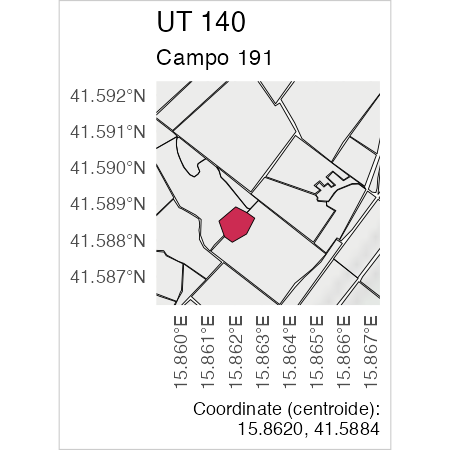 UT 140
Campo 191
41.592°N
41.591°N
41.590°N
41.589°N
41.588°N
41.587°N
15.860°E
15.861°E
15.862°E
15.863°E
15.864°E
15.865°E
15.866°E
15.867°E
Coordinate (centroide):
15.8620, 41.5884